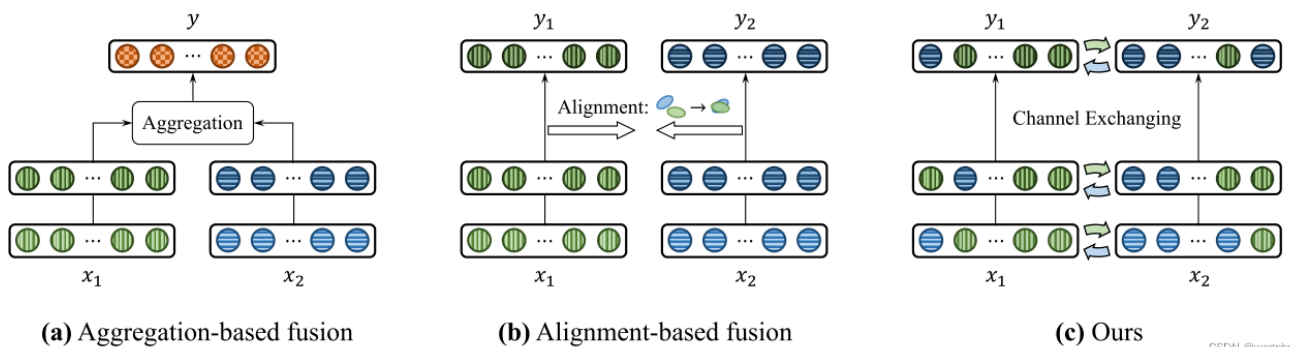 y
Aggregation
x₁ x₂
(a) Aggregation-based fusion
y₁ y₂
Alignment:
x₁ x₂
(b) Alignment-based fusion
y₁ y₂
Channel Exchanging
x₁ x₂
(c) Ours